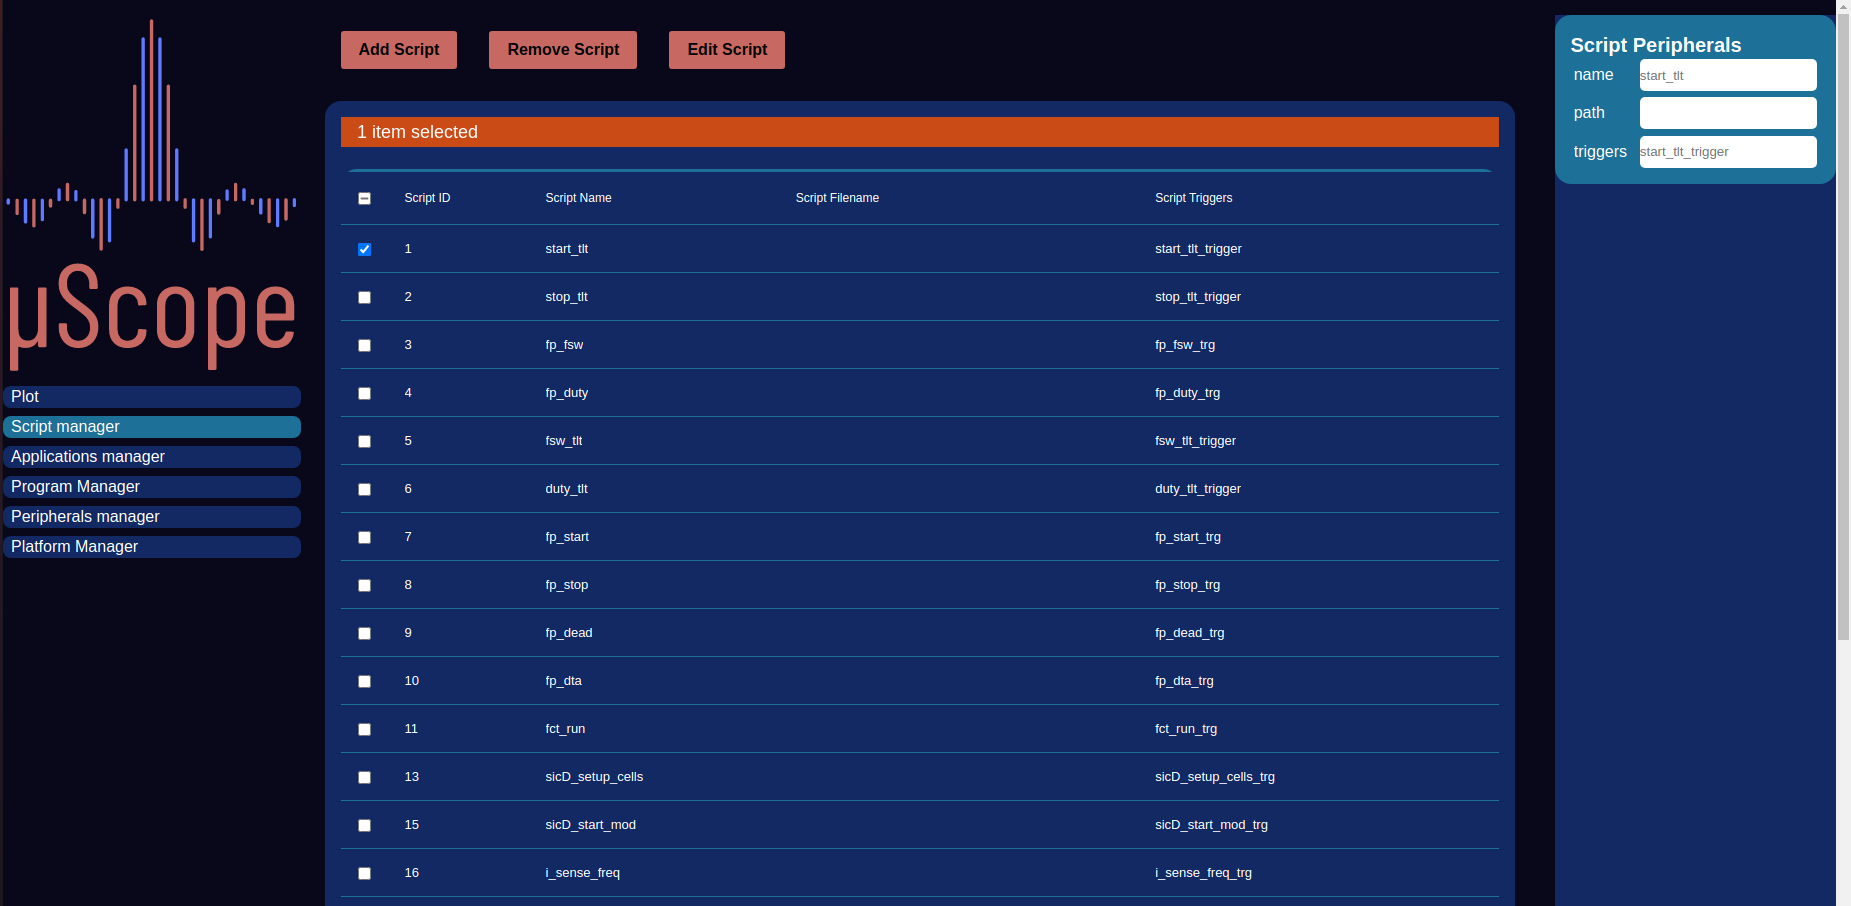 µScope
Plot
Script manager
Applications manager
Program Manager
Peripherals manager
Platform Manager
Add Script Remove Script Edit Script
1 item selected
Script ID Script Name Script Filename Script Triggers
1 start_tlt start_tlt_trigger
2 stop_tlt stop_tlt_trigger
3 fp_fsw fp_fsw_trg
4 fp_duty fp_duty_trg
5 fsw_tlt fsw_tlt_trigger
6 duty_tlt duty_tlt_trigger
7 fp_start fp_start_trg
8 fp_stop fp_stop_trg
9 fp_dead fp_dead_trg
10 fp_dta fp_dta_trg
11 fct_run fct_run_trg
13 sicD_setup_cells sicD_setup_cells_trg
15 sicD_start_mod sicD_start_mod_trg
16 i_sense_freq i_sense_freq_trg
Script Peripherals
name start_tlt
path
triggers start_tlt_trigger